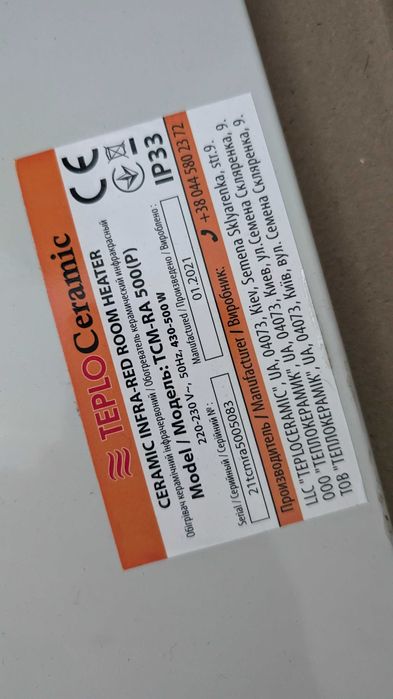 TEPLOCeramic
CE
IP33
CERAMIC INFRA-RED ROOM HEATER
Обігрівач керамічний інфрачервоний / Обогреватель керамический инфракрасный
Model / Модель: TCM-RA 500(P)
220-230 V~, 50Hz, 430-500 W
Manufactured / Произведено / Вироблено:
01.2021
Serial / Серийный / Серійний №:
21tcmra5005083
+38 044 580 23 72
Производитель / Manufacturer / Виробник:
LLC "TEPLOCERAMIC", UA, 04073, Kiev, Semena Sklyarenka, str.9.
ООО "ТЕПЛОКЕРАМИК", UA, 04073, Киев, ул.Семена Скляренка, 9.
ТОВ "ТЕПЛОКЕРАМІК", UA, 04073, Київ, вул. Семена Скляренка, 9.